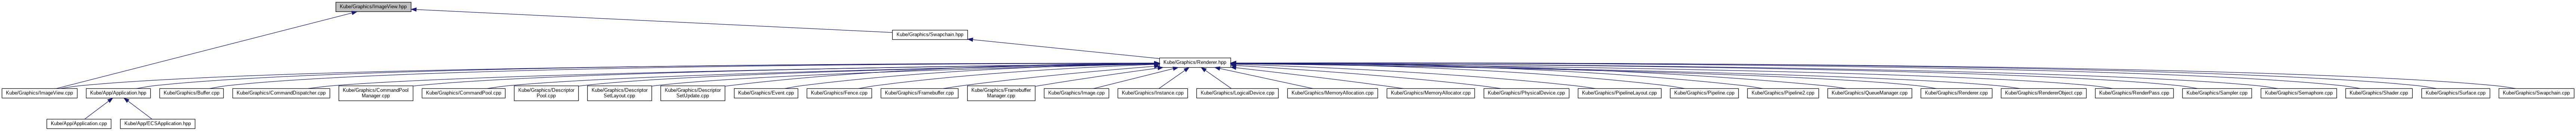 Kube/Graphics/ImageView.hpp
Kube/Graphics/Swapchain.hpp
Kube/Graphics/Renderer.hpp
Kube/Graphics/ImageView.cpp
Kube/App/Application.hpp
Kube/Graphics/Buffer.cpp
Kube/Graphics/CommandDispatcher.cpp
Kube/Graphics/CommandPool
Manager.cpp
Kube/Graphics/CommandPool.cpp
Kube/Graphics/Descriptor
Pool.cpp
Kube/Graphics/Descriptor
SetLayout.cpp
Kube/Graphics/Descriptor
SetUpdate.cpp
Kube/Graphics/Event.cpp
Kube/Graphics/Fence.cpp
Kube/Graphics/Framebuffer.cpp
Kube/Graphics/Framebuffer
Manager.cpp
Kube/Graphics/Image.cpp
Kube/Graphics/Instance.cpp
Kube/Graphics/LogicalDevice.cpp
Kube/Graphics/MemoryAllocation.cpp
Kube/Graphics/MemoryAllocator.cpp
Kube/Graphics/PhysicalDevice.cpp
Kube/Graphics/PipelineLayout.cpp
Kube/Graphics/Pipeline.cpp
Kube/Graphics/Pipeline2.cpp
Kube/Graphics/QueueManager.cpp
Kube/Graphics/Renderer.cpp
Kube/Graphics/RendererObject.cpp
Kube/Graphics/RenderPass.cpp
Kube/Graphics/Sampler.cpp
Kube/Graphics/Semaphore.cpp
Kube/Graphics/Shader.cpp
Kube/Graphics/Surface.cpp
Kube/Graphics/Swapchain.cpp
Kube/App/Application.cpp
Kube/App/ECSApplication.hpp